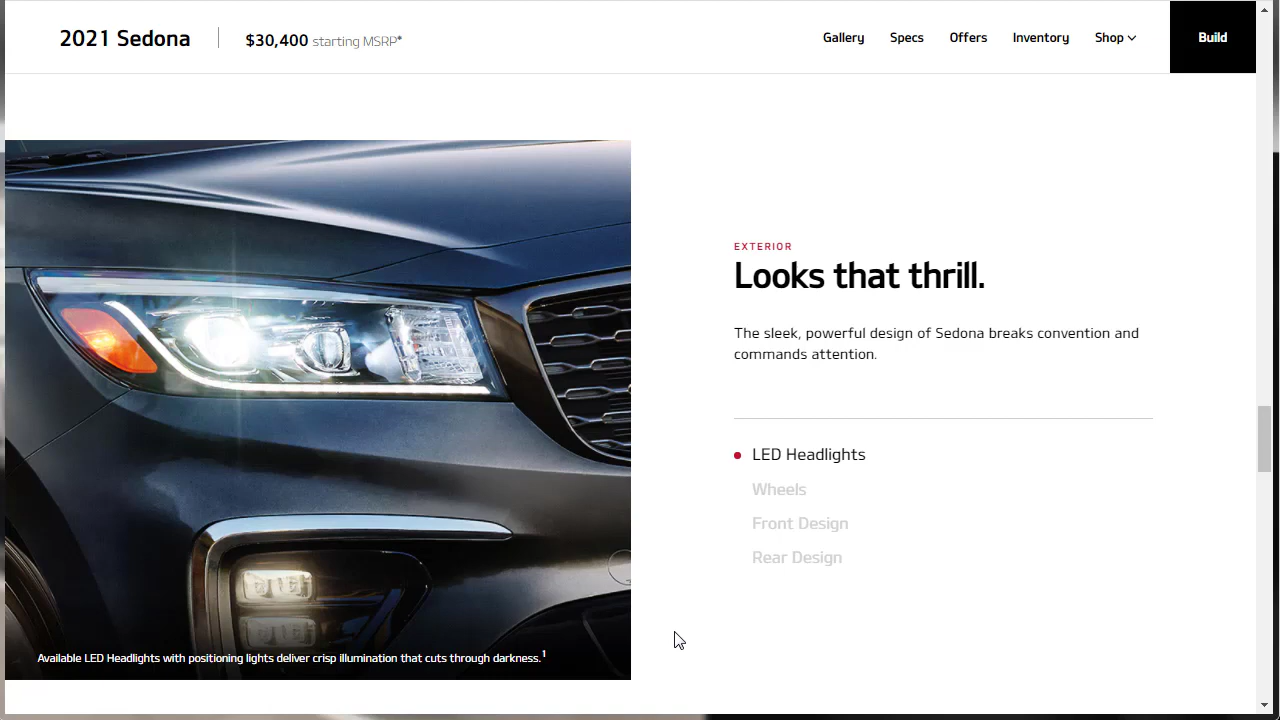 2021 Sedona
$30,400 starting MSRP*
Gallery
Specs
Offers
Inventory
Shop
Build
EXTERIOR
Looks that thrill.
The sleek, powerful design of Sedona breaks convention and
commands attention.
LED Headlights
Wheels
Front Design
Rear Design
Available LED Headlights with positioning lights deliver crisp illumination that cuts through darkness.1